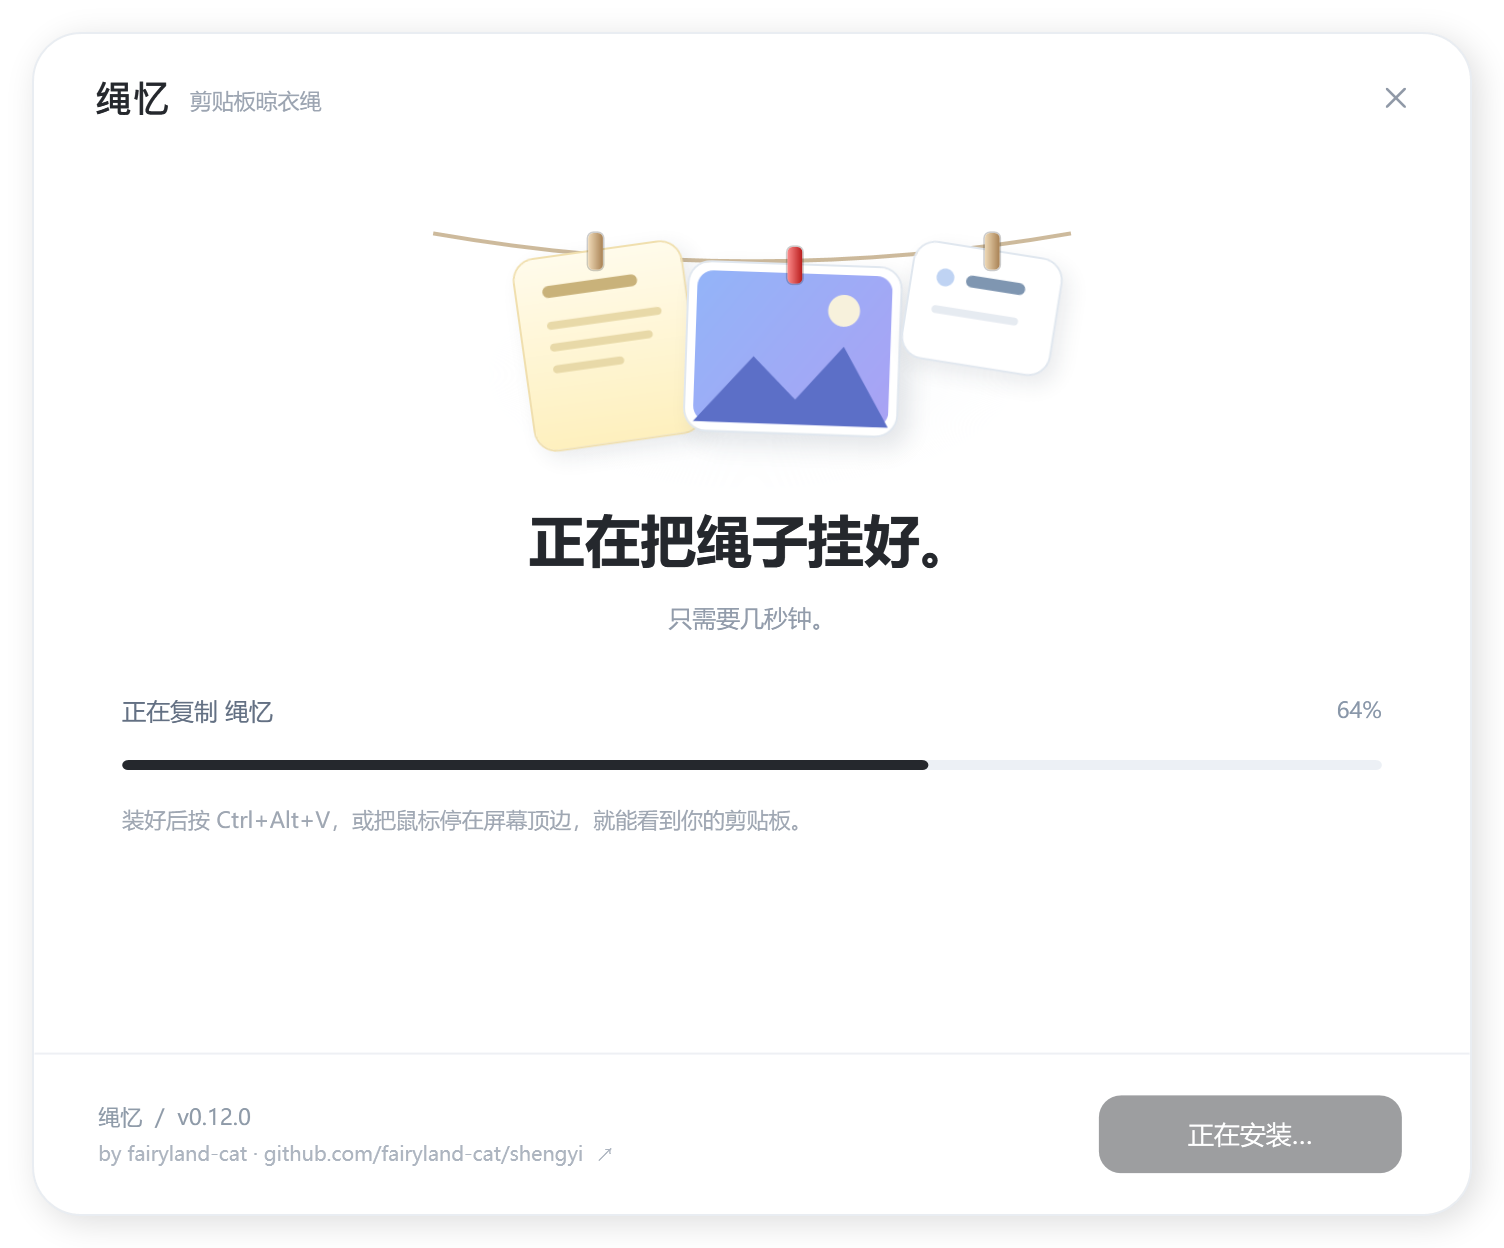 绳忆 剪贴板晾衣绳
正在把绳子挂好。
只需要几秒钟。
正在复制 绳忆 64%
装好后按 Ctrl+Alt+V，或把鼠标停在屏幕顶边，就能看到你的剪贴板。
绳忆 / v0.12.0
by fairyland-cat · github.com/fairyland-cat/shengyi ↗
正在安装...